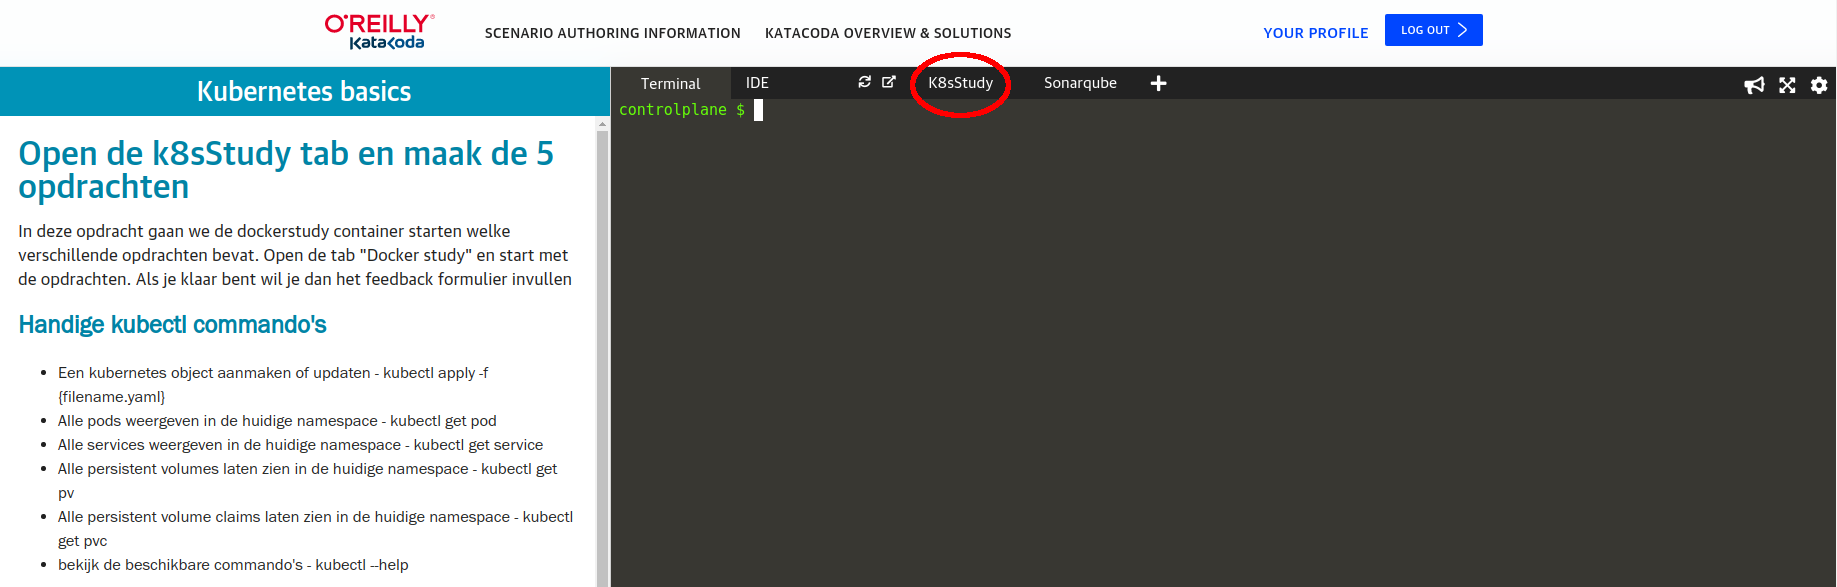 O'REILLY®
Katacoda
SCENARIO AUTHORING INFORMATION
KATACODA OVERVIEW & SOLUTIONS
YOUR PROFILE
LOG OUT
Kubernetes basics
Open de k8sStudy tab en maak de 5
opdrachten
In deze opdracht gaan we de dockerstudy container starten welke
verschillende opdrachten bevat. Open de tab "Docker study" en start met
de opdrachten. Als je klaar bent wil je dan het feedback formulier invullen
Handige kubectl commando's
Een kubernetes object aanmaken of updaten - kubectl apply -f
{filename.yaml}
Alle pods weergeven in de huidige namespace - kubectl get pod
Alle services weergeven in de huidige namespace - kubectl get service
Alle persistent volumes laten zien in de huidige namespace - kubectl get
pv
Alle persistent volume claims laten zien in de huidige namespace - kubectl
get pvc
bekijk de beschikbare commando's - kubectl --help
Terminal
IDE
K8sStudy
Sonarqube
controlplane $